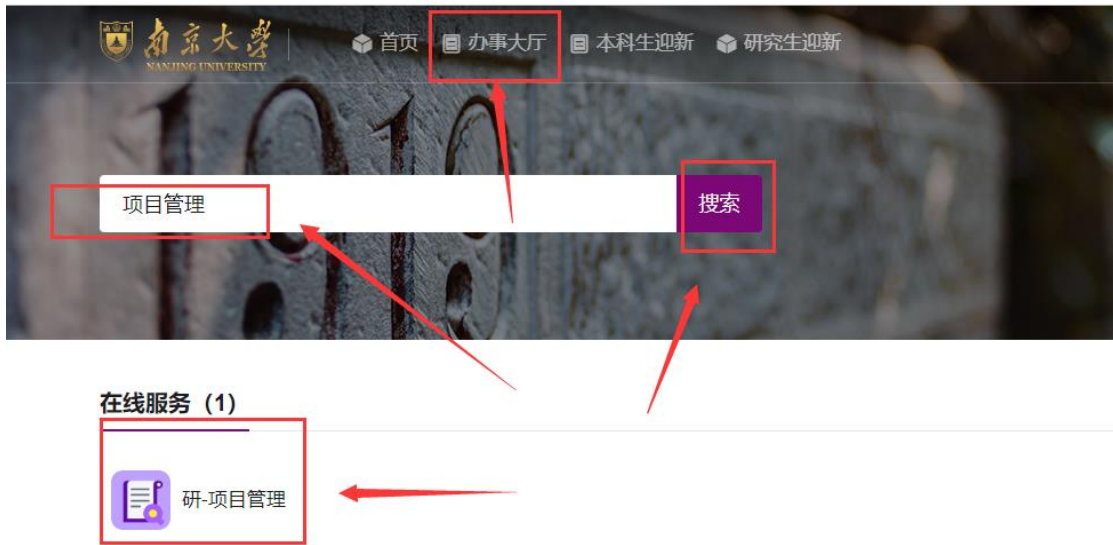 南京大学
NANJING UNIVERSITY
首页 办事大厅 本科生迎新 研究生迎新
项目管理 搜索
在线服务 (1)
研-项目管理